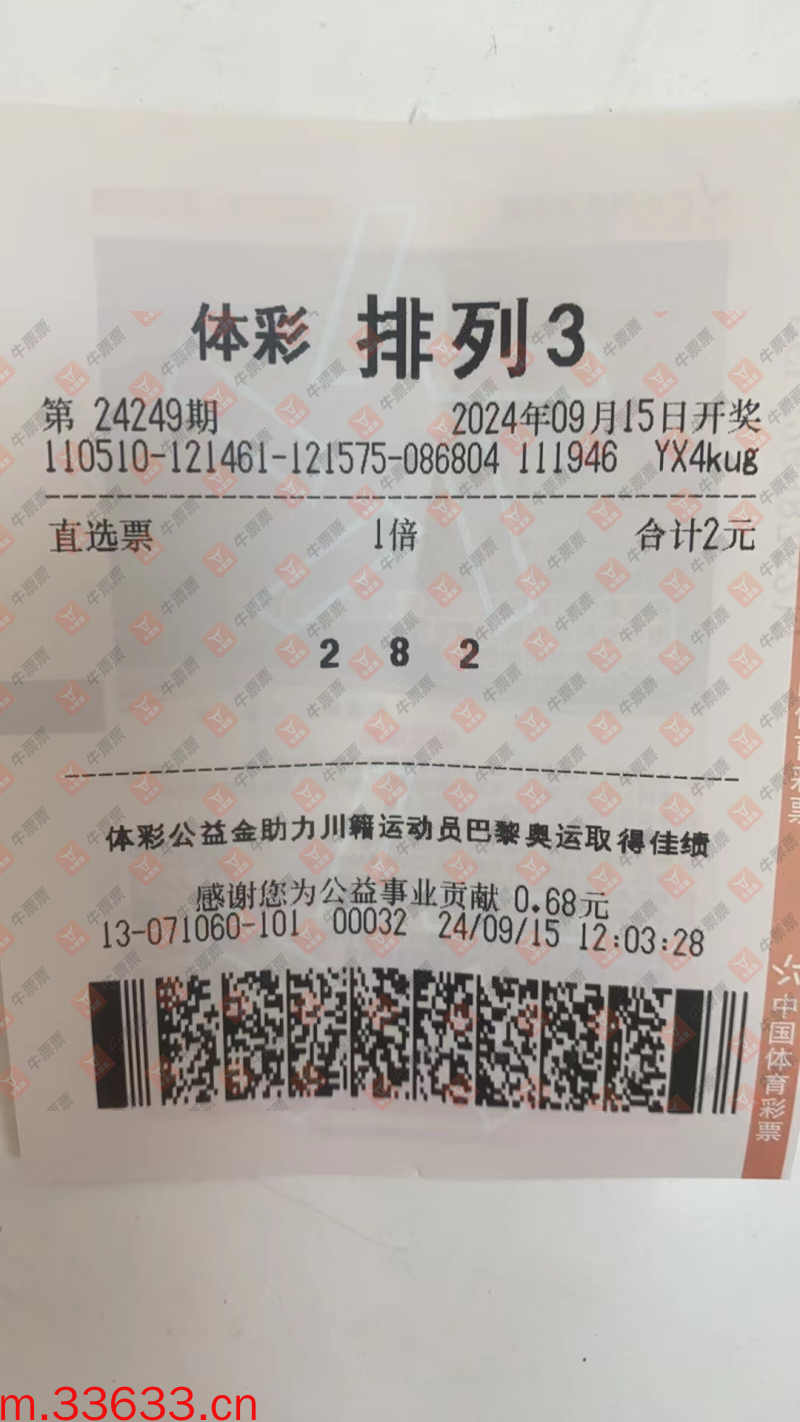 体彩 排列3
第 24249期 2024年09月15日开奖
110510-121461-121575-086804 111946 YX4kug
直选票 1倍 合计2元
2 8 2
体彩公益金助力川籍运动员巴黎奥运取得佳绩
感谢您为公益事业贡献 0.68元
13-071060-101 00032 24/09/15 12:03:28
中国体育彩票
m.33633.cn